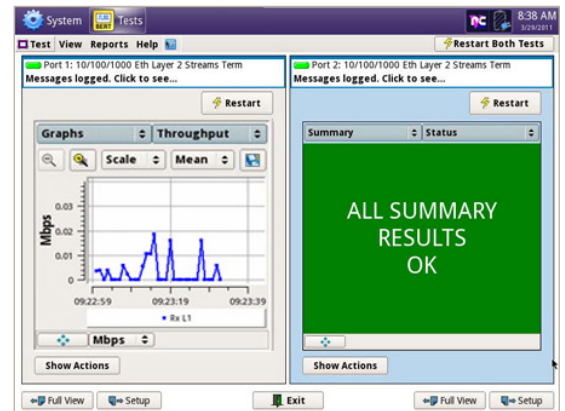 System
BERT
Tests
nc
8:38 AM
3/29/2011
Test View Reports Help
Restart Both Tests
Port 1: 10/100/1000 Eth Layer 2 Streams Term
Messages logged. Click to see...
Restart
Graphs
Throughput
Scale
Mean
Mbps
0.03
0.02
0.01
0
09:22:59
09:23:19
09:23:39
Rx L1
Mbps
Show Actions
Port 2: 10/100/1000 Eth Layer 2 Streams Term
Messages logged. Click to see...
Restart
Summary
Status
ALL SUMMARY
RESULTS
OK
Show Actions
Full View
Setup
Exit
Full View
Setup